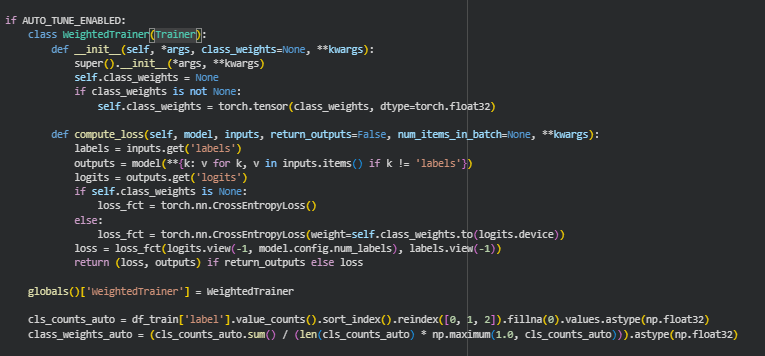 if AUTO_TUNE_ENABLED:
    class WeightedTrainer(Trainer):
        def __init__(self, *args, class_weights=None, **kwargs):
            super().__init__(*args, **kwargs)
            self.class_weights = None
            if class_weights is not None:
                self.class_weights = torch.tensor(class_weights, dtype=torch.float32)

        def compute_loss(self, model, inputs, return_outputs=False, num_items_in_batch=None, **kwargs):
            labels = inputs.get('labels')
            outputs = model(**{k: v for k, v in inputs.items() if k != 'labels'})
            logits = outputs.get('logits')
            if self.class_weights is None:
                loss_fct = torch.nn.CrossEntropyLoss()
            else:
                loss_fct = torch.nn.CrossEntropyLoss(weight=self.class_weights.to(logits.device))
            loss = loss_fct(logits.view(-1, model.config.num_labels), labels.view(-1))
            return (loss, outputs) if return_outputs else loss

    globals()['WeightedTrainer'] = WeightedTrainer

    cls_counts_auto = df_train['label'].value_counts().sort_index().reindex([0, 1, 2]).fillna(0).values.astype(np.float32)
    class_weights_auto = (cls_counts_auto.sum() / (len(cls_counts_auto) * np.maximum(1.0, cls_counts_auto))).astype(np.float32)